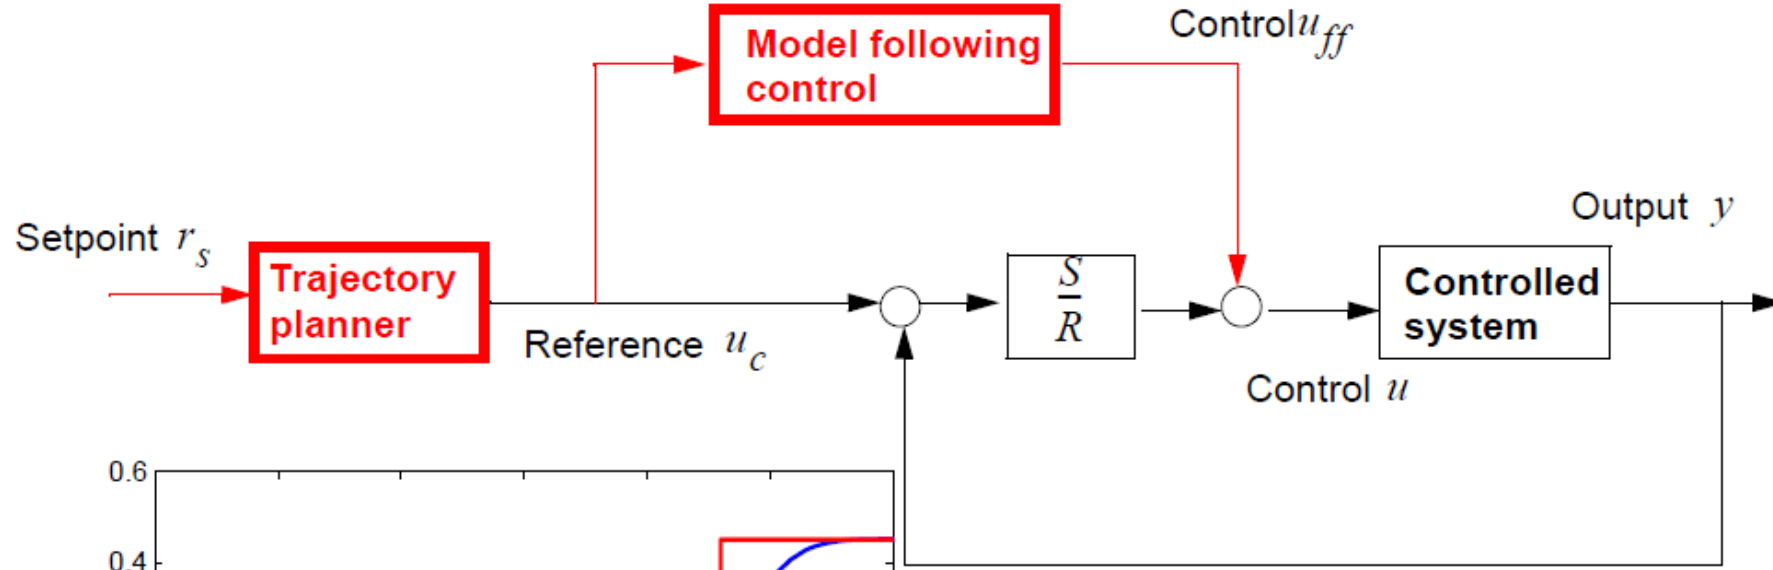 Control u_ff
Model following
control
Output y
Setpoint r_s
Trajectory
planner
S
R
Controlled
system
Reference u_c
Control u
0.6
0.4